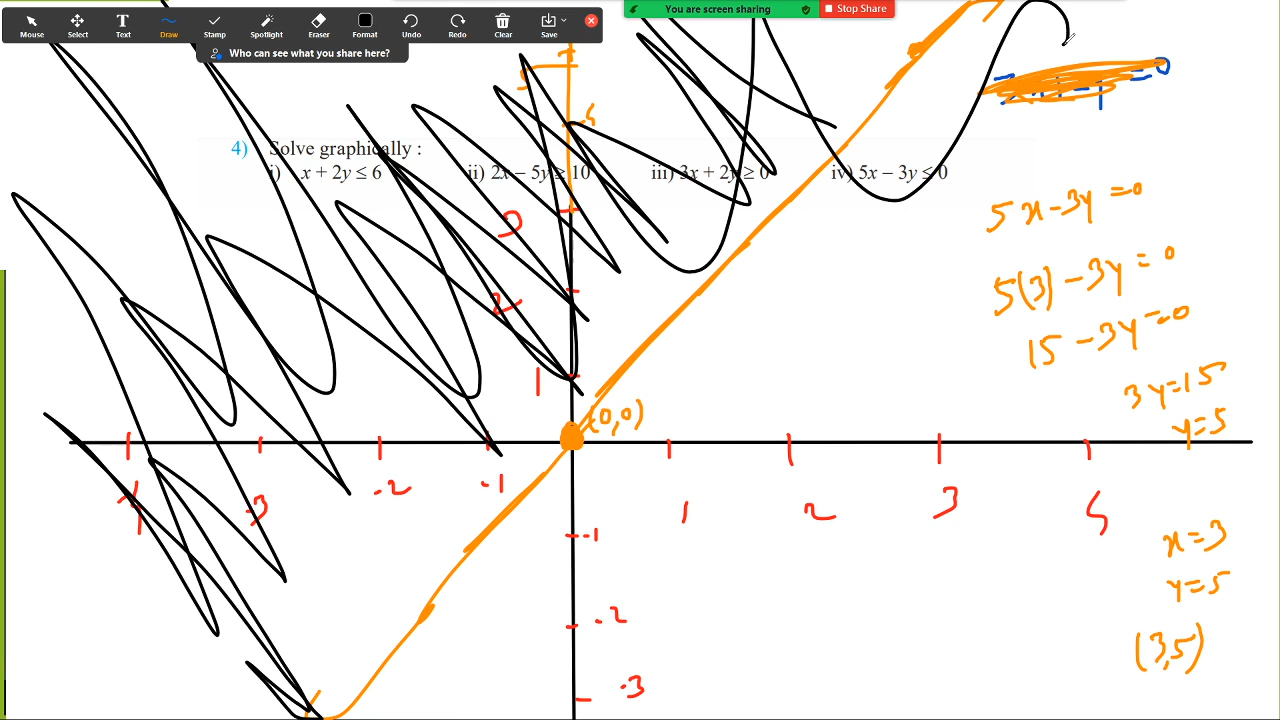 You are screen sharing
Stop Share
Mouse
Select
Text
Draw
Stamp
Spotlight
Eraser
Format
Undo
Redo
Clear
Save
Who can see what you share here?
4) Solve graphically :
i) x + 2y ≤ 6
ii) 2x – 5y ≥ 10
iii) 3x + 2y ≥ 0
iv) 5x – 3y ≤ 0
5x-3y=0
5(3)-3y=0
15-3y=0
3y=15
y=5
x=3
y=5
(3,5)
(0,0)
5
4
3
2
1
-3
-2
-1
1
2
3
-1
-2
-3